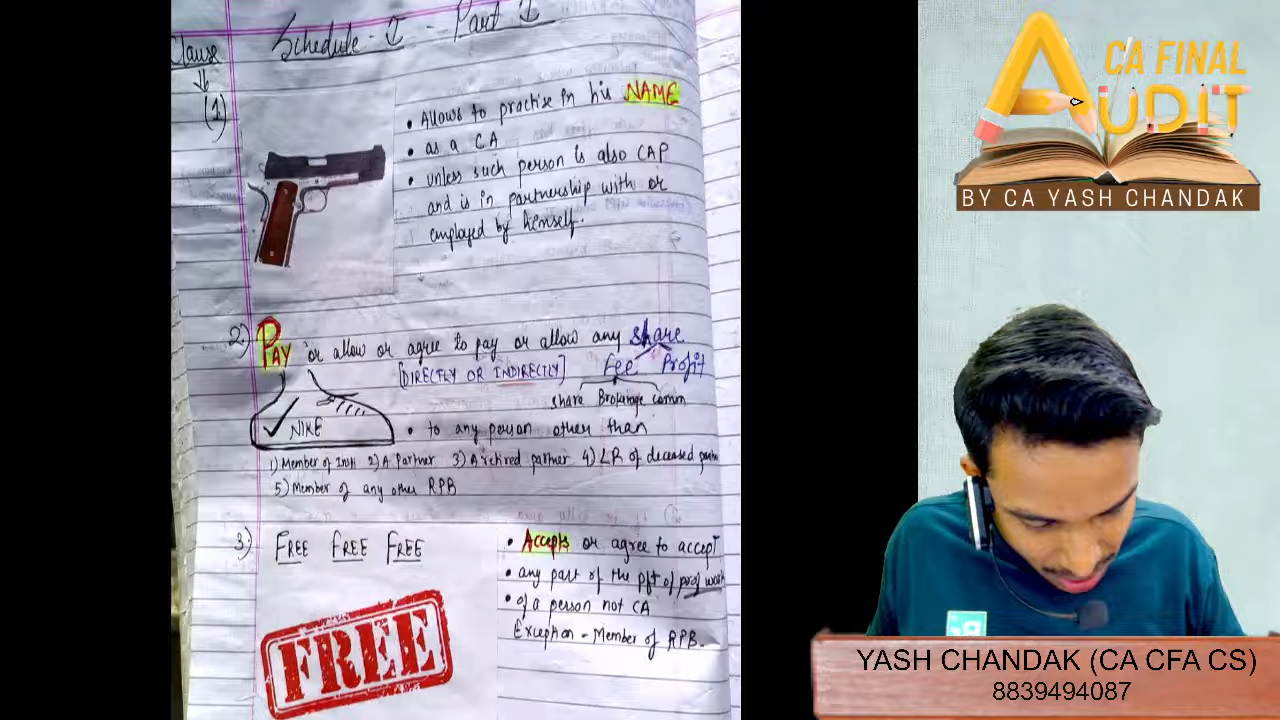 Schedule - I - Part I
Clause
(1)
• Allows to practise in his NAME
• as a CA
• unless such person is also CAP
and is in partnership with or
employed by himself.
2) PAY or allow or agree to pay or allow any share
[DIRECTLY OR INDIRECTLY] Fee Profit
share Brokerage comm
NIKE
• to any person other than
1) Member of Insti 2) A Partner 3) A retired partner 4) LR of deceased
5) Member of any other RPB
3) FREE FREE FREE
FREE
• Accepts or agree to accept
• any part of the pft of prof work
• of a person not CA
Exception - Member of RPB.
CA FINAL
AUDIT
BY CA YASH CHANDAK
YASH CHANDAK (CA CFA CS)
8839494087